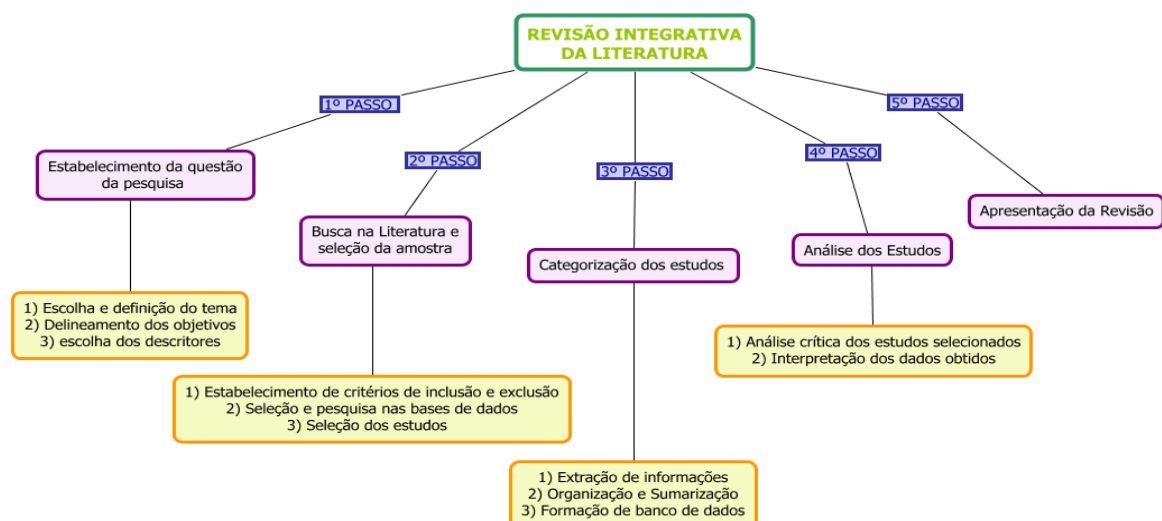 REVISÃO INTEGRATIVA
DA LITERATURA
1º PASSO
Estabelecimento da questão
da pesquisa
1) Escolha e definição do tema
2) Delineamento dos objetivos
3) escolha dos descritores
2º PASSO
Busca na Literatura e
seleção da amostra
1) Estabelecimento de critérios de inclusão e exclusão
2) Seleção e pesquisa nas bases de dados
3) Seleção dos estudos
3º PASSO
Categorização dos estudos
1) Extração de informações
2) Organização e Sumarização
3) Formação de banco de dados
4º PASSO
Análise dos Estudos
1) Análise crítica dos estudos selecionados
2) Interpretação dos dados obtidos
5º PASSO
Apresentação da Revisão